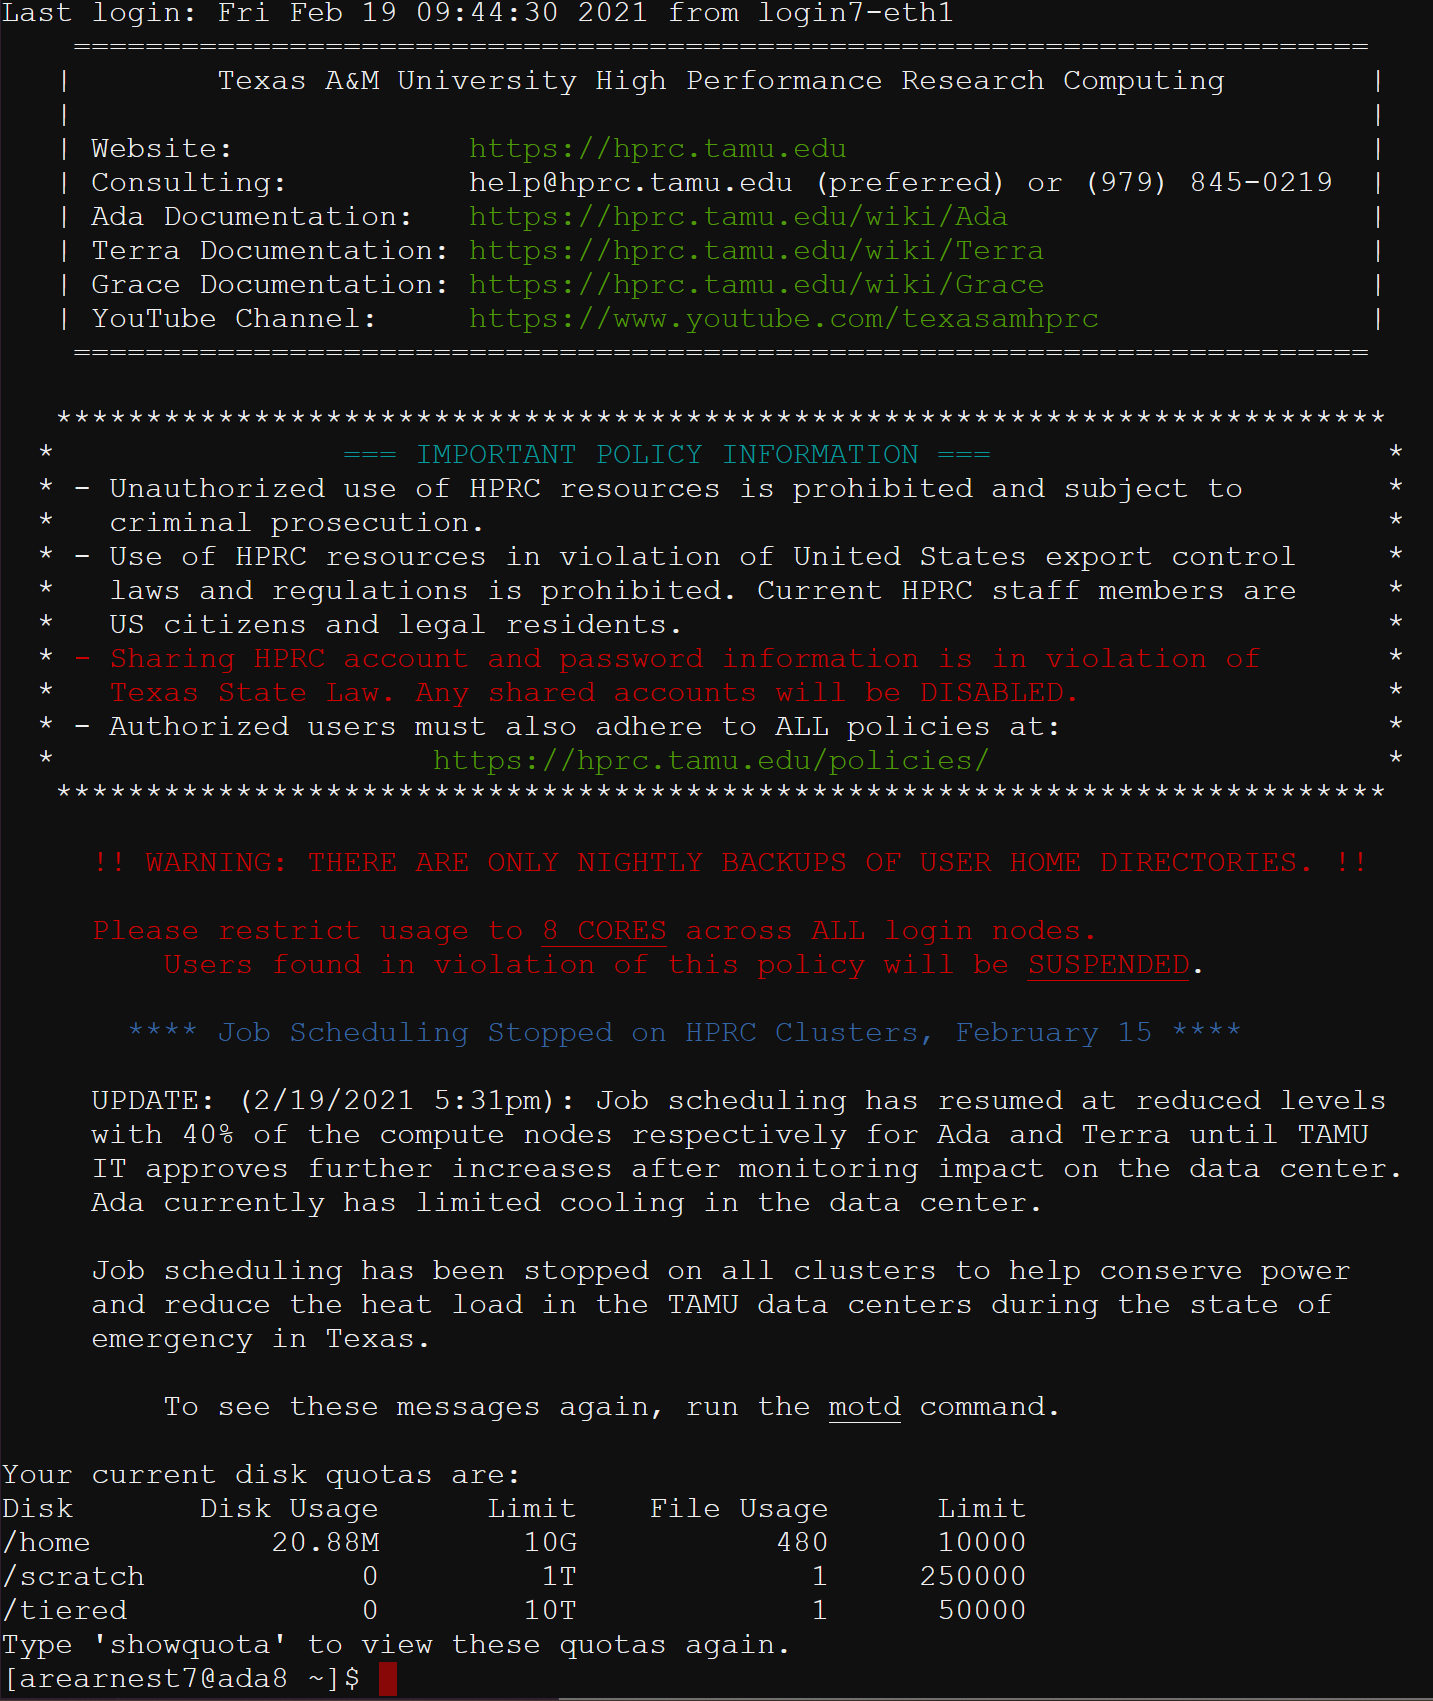 Last login: Fri Feb 19 09:44:30 2021 from login7-eth1
========================================================================
| Texas A&M University High Performance Research Computing |
| |
| Website: https://hprc.tamu.edu |
| Consulting: help@hprc.tamu.edu (preferred) or (979) 845-0219 |
| Ada Documentation: https://hprc.tamu.edu/wiki/Ada |
| Terra Documentation: https://hprc.tamu.edu/wiki/Terra |
| Grace Documentation: https://hprc.tamu.edu/wiki/Grace |
| YouTube Channel: https://www.youtube.com/texasamhprc |
========================================================================
**************************************************************************
* === IMPORTANT POLICY INFORMATION === *
* - Unauthorized use of HPRC resources is prohibited and subject to *
* criminal prosecution. *
* - Use of HPRC resources in violation of United States export control *
* laws and regulations is prohibited. Current HPRC staff members are *
* US citizens and legal residents. *
* - Sharing HPRC account and password information is in violation of *
* Texas State Law. Any shared accounts will be DISABLED. *
* - Authorized users must also adhere to ALL policies at: *
* https://hprc.tamu.edu/policies/ *
**************************************************************************
!! WARNING: THERE ARE ONLY NIGHTLY BACKUPS OF USER HOME DIRECTORIES. !!
Please restrict usage to 8 CORES across ALL login nodes.
Users found in violation of this policy will be SUSPENDED.
**** Job Scheduling Stopped on HPRC Clusters, February 15 ****
UPDATE: (2/19/2021 5:31pm): Job scheduling has resumed at reduced levels
with 40% of the compute nodes respectively for Ada and Terra until TAMU
IT approves further increases after monitoring impact on the data center.
Ada currently has limited cooling in the data center.
Job scheduling has been stopped on all clusters to help conserve power
and reduce the heat load in the TAMU data centers during the state of
emergency in Texas.
To see these messages again, run the motd command.
Your current disk quotas are:
Disk Disk Usage Limit File Usage Limit
/home 20.88M 10G 480 10000
/scratch 0 1T 1 250000
/tiered 0 10T 1 50000
Type 'showquota' to view these quotas again.
[arearnest7@ada8 ~]$